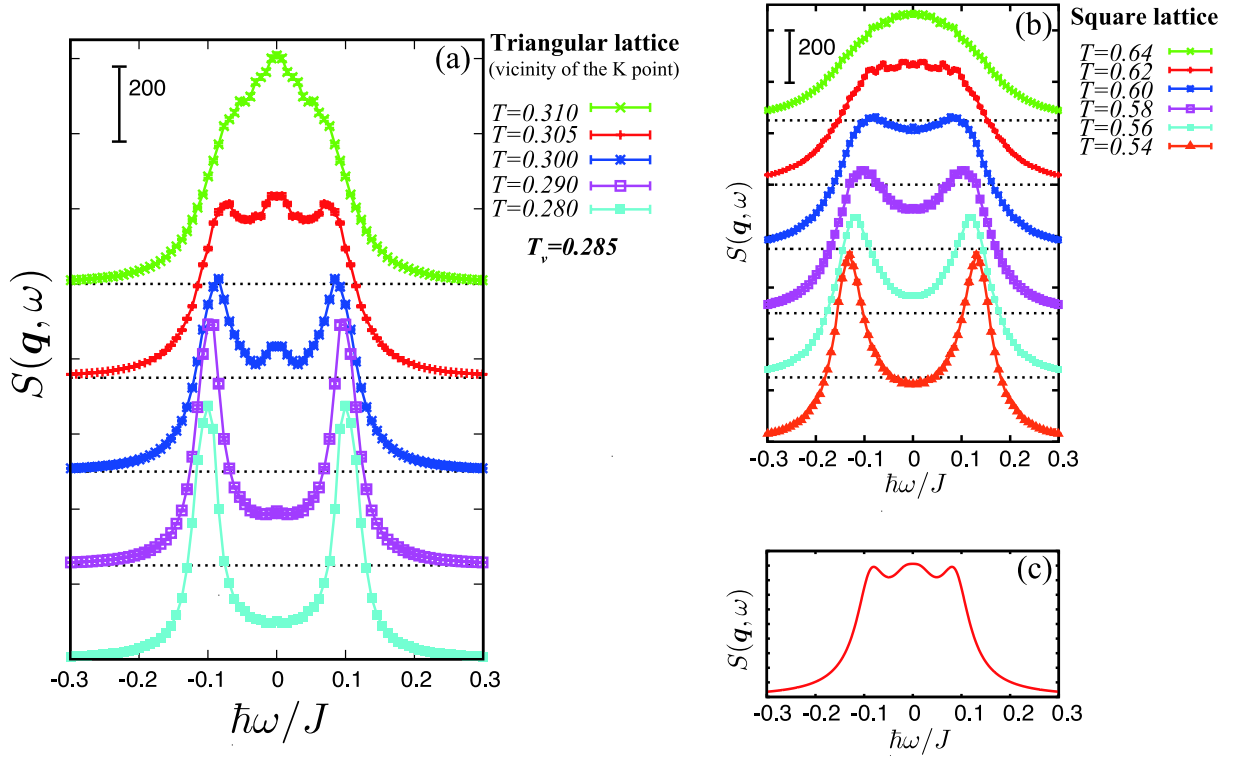 (a)
200
Triangular lattice
(vicinity of the K point)
T=0.310
T=0.305
T=0.300
T=0.290
T=0.280
T_v=0.285
S(q, ω)
-0.3 -0.2 -0.1 0 0.1 0.2 0.3
ħω/J
(b)
200
Square lattice
T=0.64
T=0.62
T=0.60
T=0.58
T=0.56
T=0.54
S(q, ω)
-0.3 -0.2 -0.1 0 0.1 0.2 0.3
ħω/J
(c)
S(q, ω)
-0.3 -0.2 -0.1 0 0.1 0.2 0.3
ħω/J